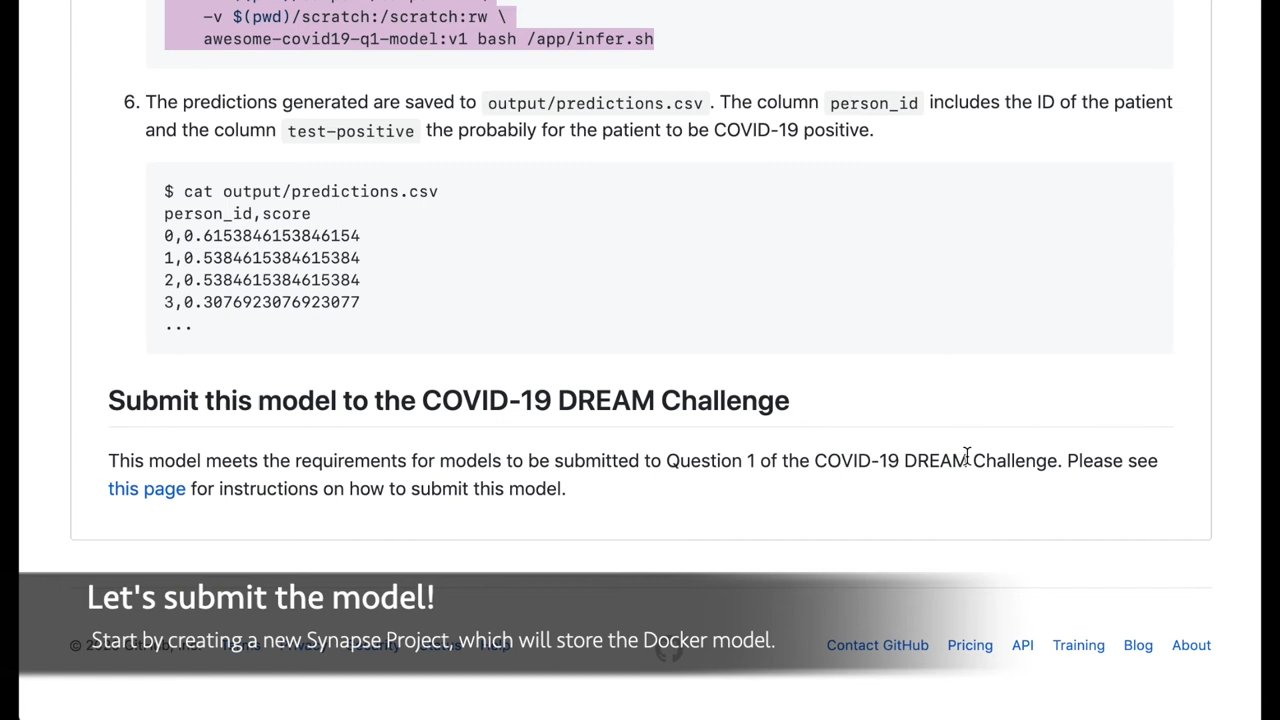 -v $(pwd)/scratch:/scratch:rw \
awesome-covid19-q1-model:v1 bash /app/infer.sh
6. The predictions generated are saved to output/predictions.csv. The column person_id includes the ID of the patient
and the column test-positive the probabily for the patient to be COVID-19 positive.
$ cat output/predictions.csv
person_id,score
0,0.6153846153846154
1,0.5384615384615384
2,0.5384615384615384
3,0.3076923076923077
...
Submit this model to the COVID-19 DREAM Challenge
This model meets the requirements for models to be submitted to Question 1 of the COVID-19 DREAM Challenge. Please see
this page for instructions on how to submit this model.
Let's submit the model!
Start by creating a new Synapse Project, which will store the Docker model.
Contact GitHub Pricing API Training Blog About